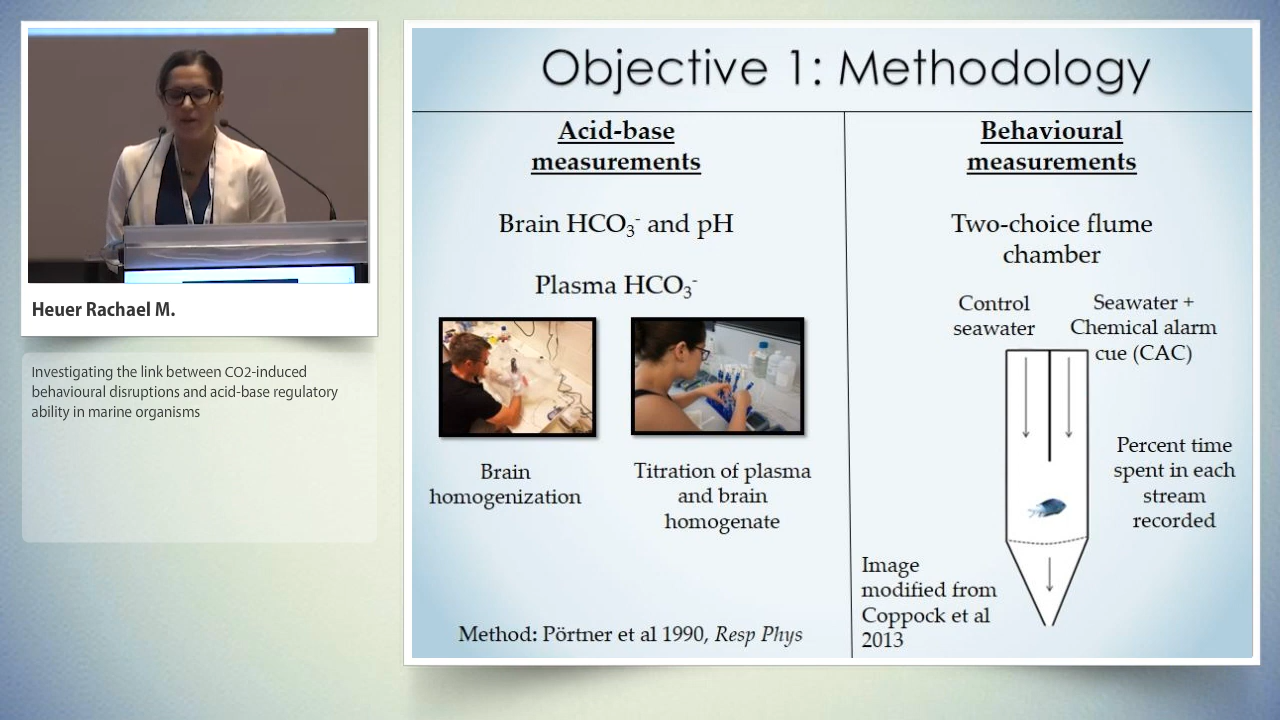 Heuer Rachael M.
Investigating the link between CO2-induced
behavioural disruptions and acid-base regulatory
ability in marine organisms
Objective 1: Methodology
Acid-base
measurements
Brain HCO₃⁻ and pH
Plasma HCO₃⁻
Brain
homogenization
Titration of plasma
and brain
homogenate
Method: Pörtner et al 1990, Resp Phys
Behavioural
measurements
Two-choice flume
chamber
Control
seawater
Seawater +
Chemical alarm
cue (CAC)
Percent time
spent in each
stream
recorded
Image
modified from
Coppock et al
2013